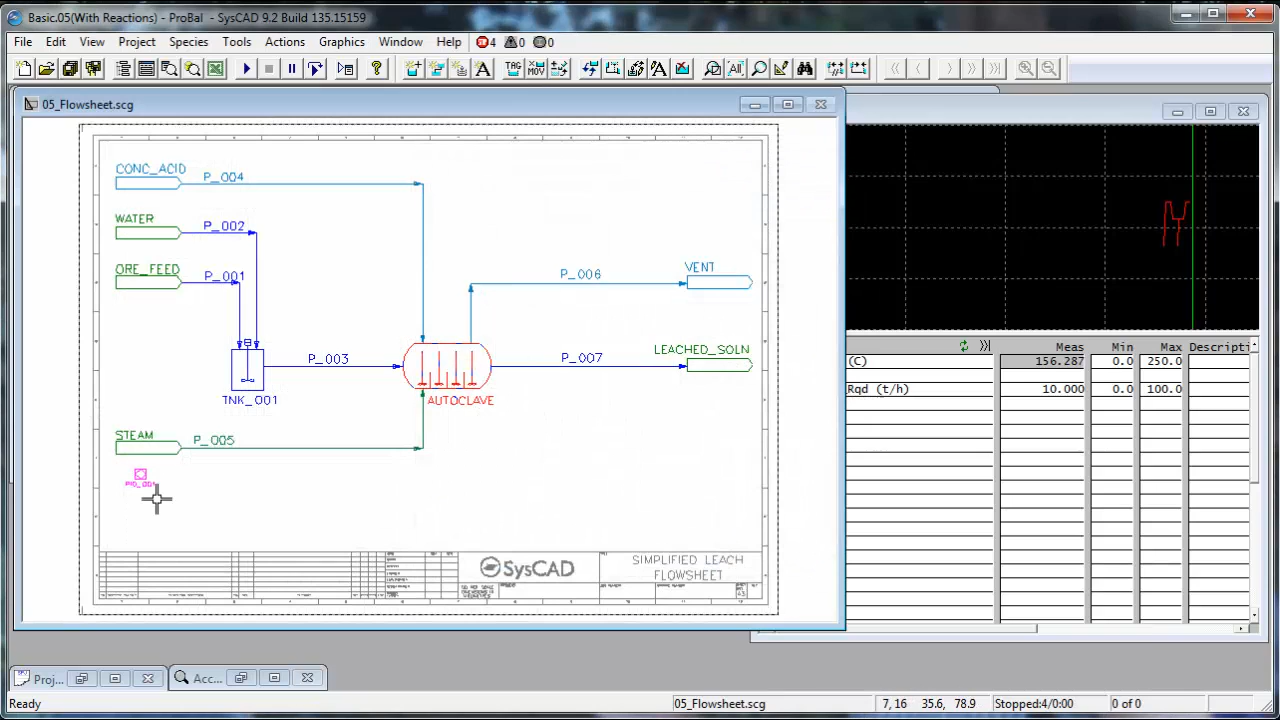 Basic.05(With Reactions) - ProBal - SysCAD 9.2 Build 135.15159
File Edit View Project Species Tools Actions Graphics Window Help 4 0 0
05_Flowsheet.scg
CONC_ACID
P_004
WATER
P_002
ORE_FEED
P_001
P_006
VENT
P_003
P_007
LEACHED_SOLN
TNK_001
AUTOCLAVE
STEAM
P_005
SysCAD
SIMPLIFIED LEACH
FLOWSHEET
Meas Min Max Descripti
(C) 156.287 0.0 250.0
Rqd (t/h) 10.000 0.0 100.0
Proj...
Acc...
Ready
05_Flowsheet.scg
7, 16 35.6, 78.9
Stopped:4/0:00
0 of 0